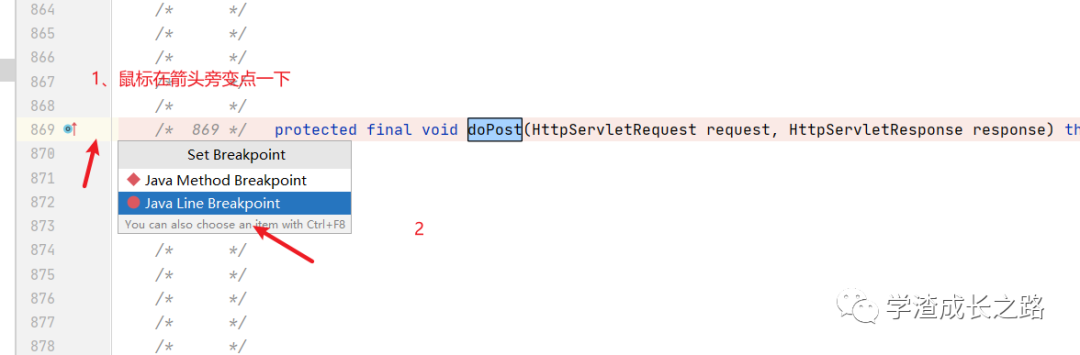 864 /* */
865 /* */
866 /* */
1、鼠标在箭头旁变点一下
867 /* */
868 /* */
869 /* 869 */ protected final void doPost(HttpServletRequest request, HttpServletResponse response) th
870
Set Breakpoint
871
Java Method Breakpoint
872
Java Line Breakpoint
873
You can also choose an item with Ctrl+F8
2
874 /* */
875 /* */
876 /* */
877 /* */
878 /* */
学渣成长之路